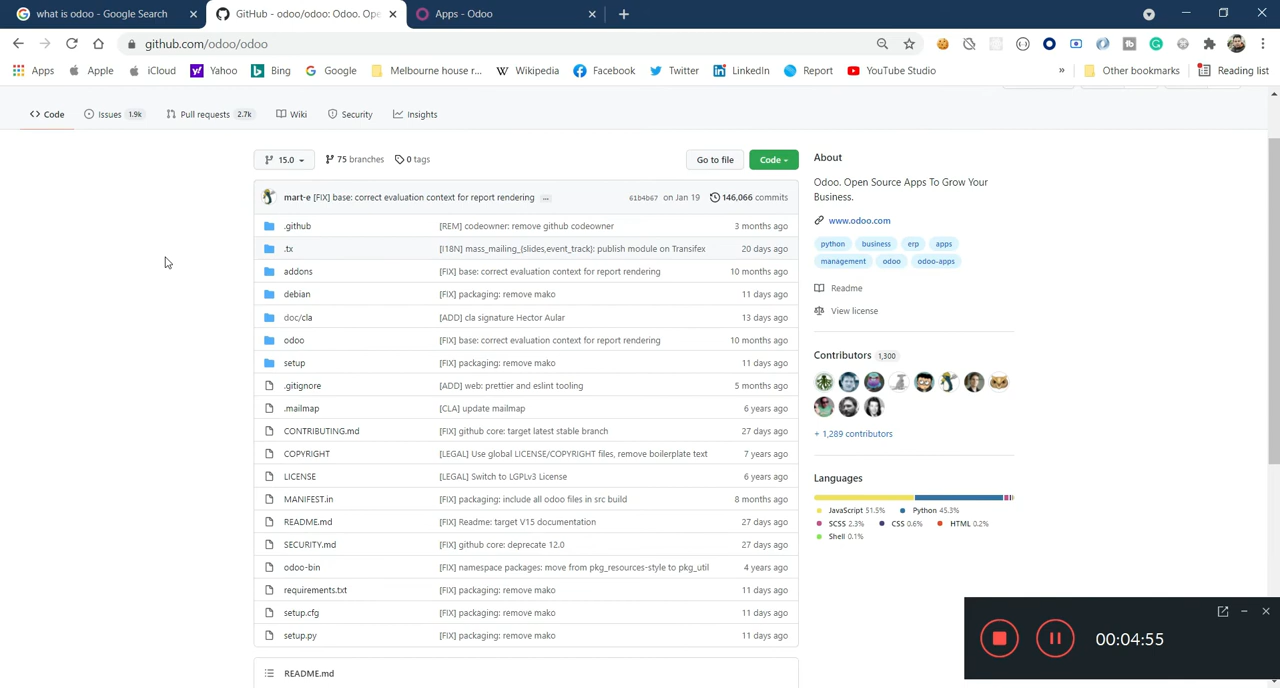 what is odoo - Google Search
GitHub - odoo/odoo: Odoo. Ope
Apps - Odoo
github.com/odoo/odoo
Apps
Apple
iCloud
Yahoo
Bing
Google
Melbourne house r...
Wikipedia
Facebook
Twitter
LinkedIn
Report
YouTube Studio
»
Other bookmarks
Reading list
Code
Issues 1.9k
Pull requests 2.7k
Wiki
Security
Insights
15.0
75 branches
0 tags
Go to file
Code
mart-e [FIX] base: correct evaluation context for report rendering ...
61b4b67 on Jan 19
146,066 commits
.github [REM] codeowner: remove github codeowner 3 months ago
.tx [I18N] mass_mailing_{slides,event_track}: publish module on Transifex 20 days ago
addons [FIX] base: correct evaluation context for report rendering 10 months ago
debian [FIX] packaging: remove mako 11 days ago
doc/cla [ADD] cla signature Hector Aular 13 days ago
odoo [FIX] base: correct evaluation context for report rendering 10 months ago
setup [FIX] packaging: remove mako 11 days ago
.gitignore [ADD] web: prettier and eslint tooling 5 months ago
.mailmap [CLA] update mailmap 6 years ago
CONTRIBUTING.md [FIX] github core: target latest stable branch 27 days ago
COPYRIGHT [LEGAL] Use global LICENSE/COPYRIGHT files, remove boilerplate text 7 years ago
LICENSE [LEGAL] Switch to LGPLv3 License 6 years ago
MANIFEST.in [FIX] packaging: include all odoo files in src build 8 months ago
README.md [FIX] Readme: target V15 documentation 27 days ago
SECURITY.md [FIX] github core: deprecate 12.0 27 days ago
odoo-bin [FIX] namespace packages: move from pkg_resources-style to pkg_util 4 years ago
requirements.txt [FIX] packaging: remove mako 11 days ago
setup.cfg [FIX] packaging: remove mako 11 days ago
setup.py [FIX] packaging: remove mako 11 days ago
README.md
About
Odoo. Open Source Apps To Grow Your
Business.
www.odoo.com
python business erp apps
management odoo odoo-apps
Readme
View license
Contributors 1,300
+ 1,289 contributors
Languages
JavaScript 51.5% Python 45.3%
SCSS 2.3% CSS 0.6% HTML 0.2%
Shell 0.1%
00:04:55